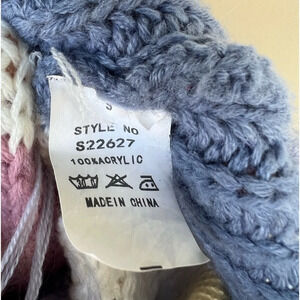 S
STYLE NO
S22627
100%ACRYLIC
MADEIN CHINA